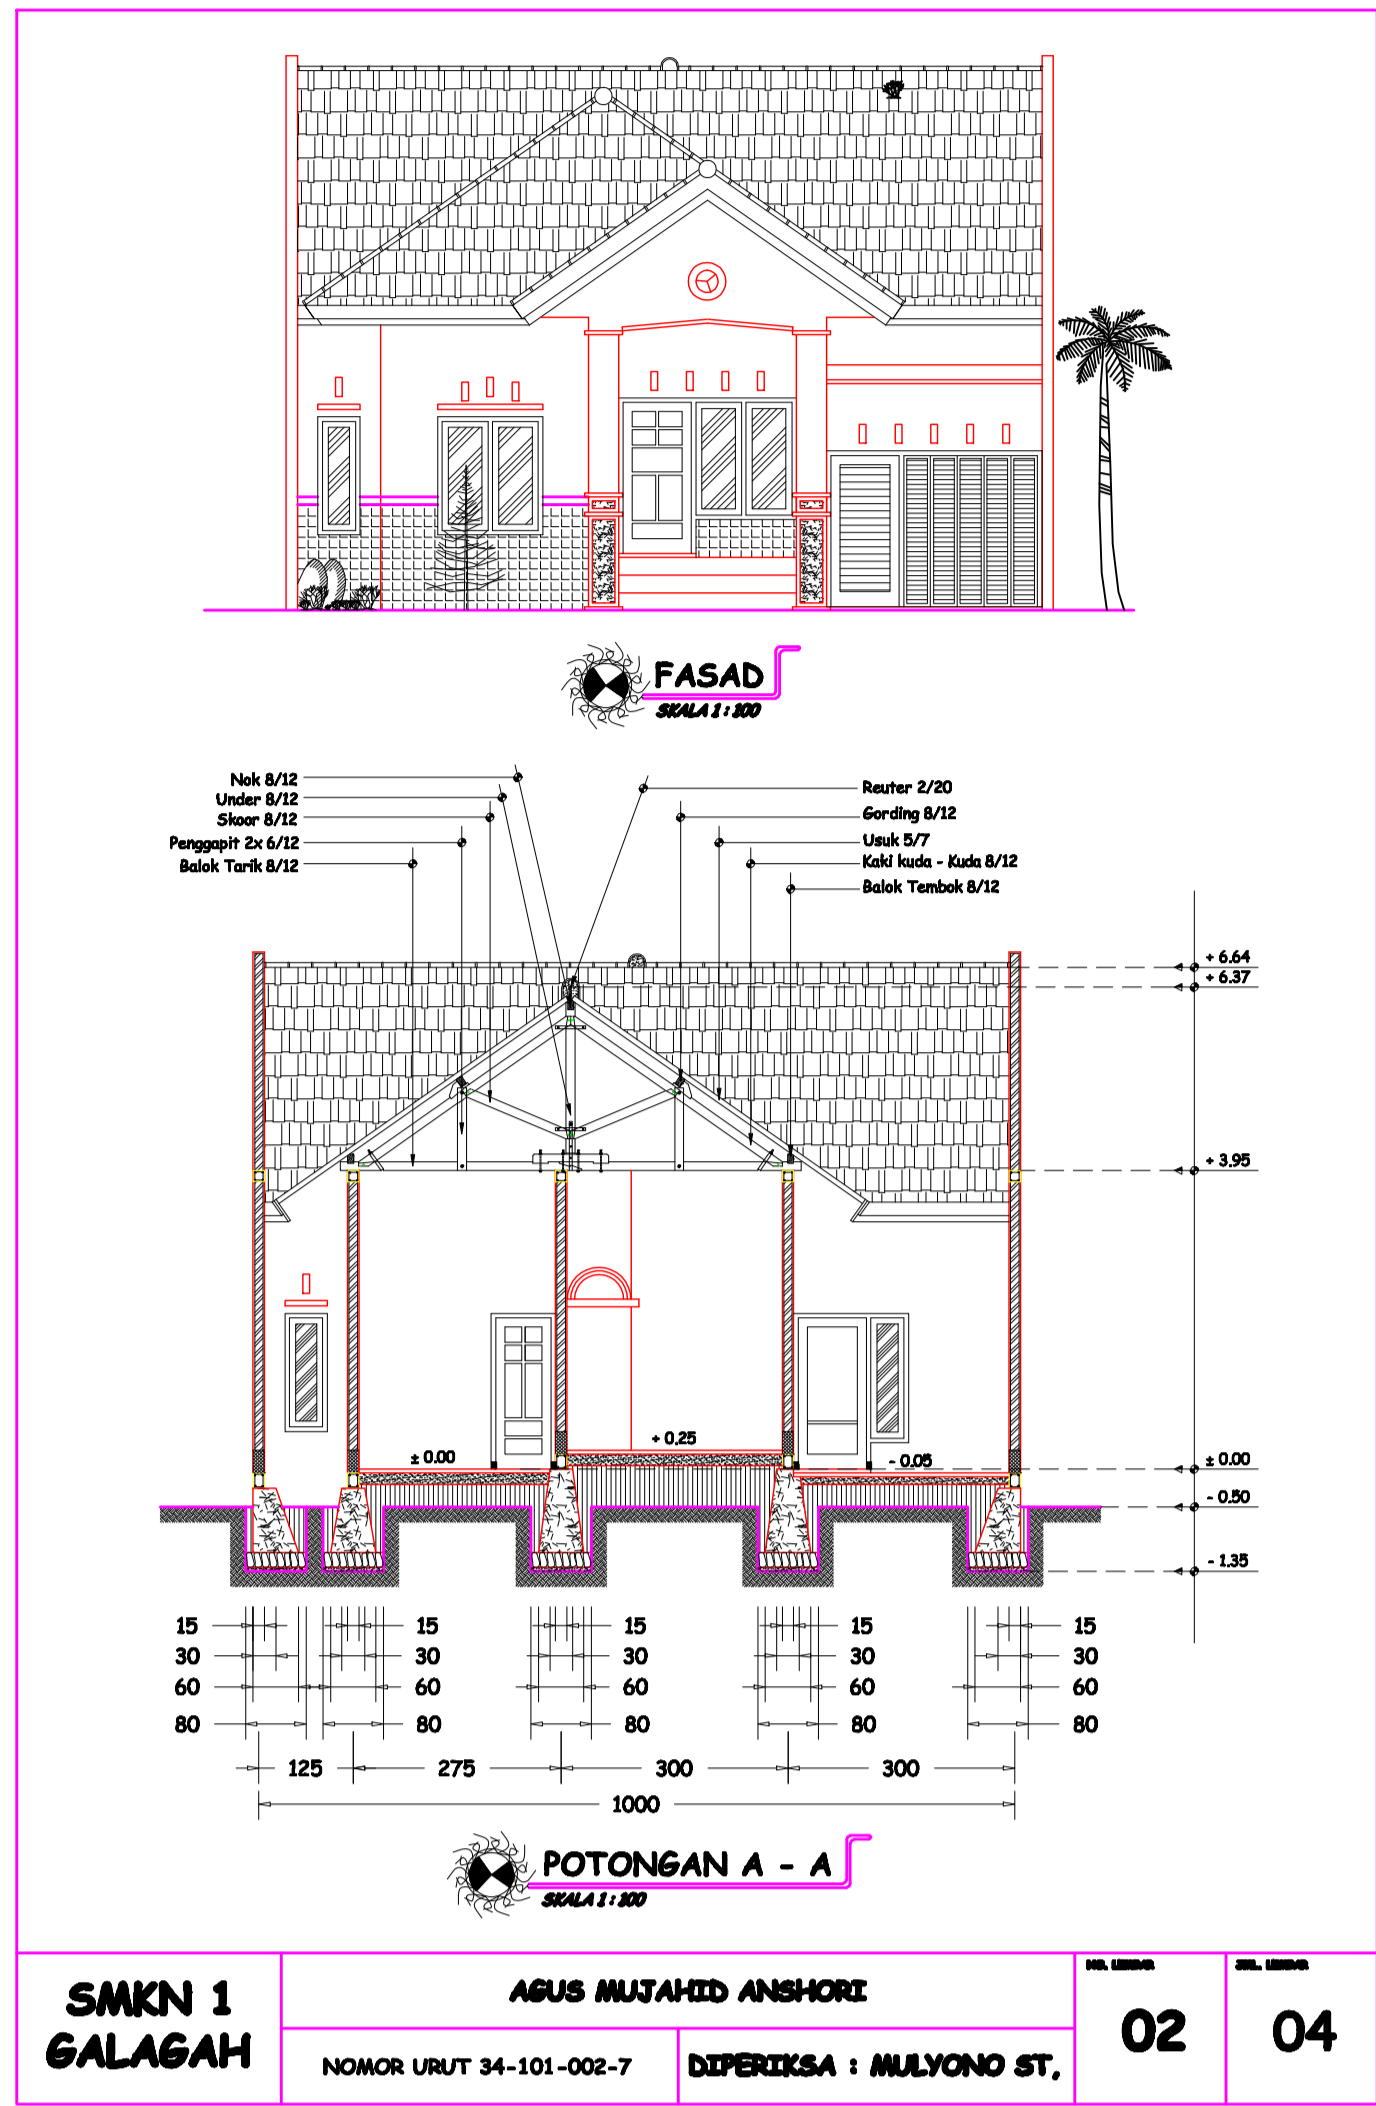 FASAD
SKALA 1 : 100
Nok 8/12
Under 8/12
Skoor 8/12
Penggapit 2x 6/12
Balok Tarik 8/12
Reuter 2/20
Gording 8/12
Usuk 5/7
Kaki kuda - Kuda 8/12
Balok Tembok 8/12
+ 6.64
+ 6.37
+ 3.95
± 0.00
- 0.50
- 1.35
± 0.00
+ 0.25
- 0.05
15 15 15 15 15
30 30 30 30 30
60 60 60 60 60
80 80 80 80 80
125 275 300 300
1000
POTONGAN A - A
SKALA 1 : 100
SMKN 1
GALAGAH
AGUS MUJAHID ANSHORI
NOMOR URUT 34-101-002-7
DIPERIKSA : MULYONO ST,
NO. LEMBAR
02
JML. LEMBAR
04